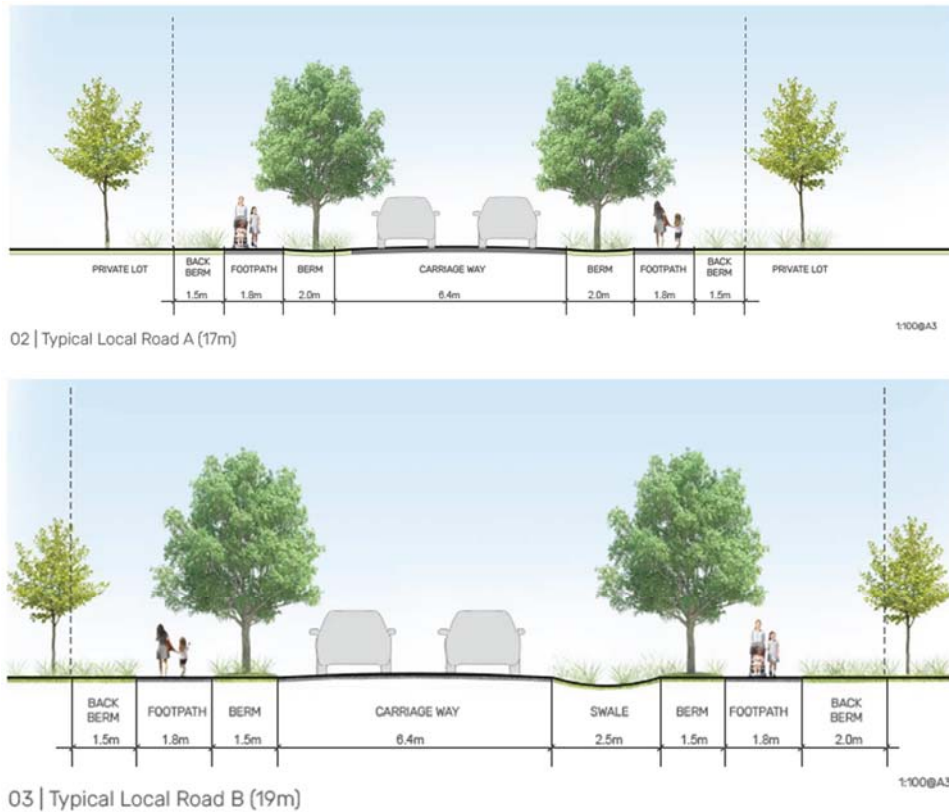 PRIVATE LOT
BACK
BERM
FOOTPATH
BERM
CARRIAGE WAY
BERM
FOOTPATH
BACK
BERM
PRIVATE LOT
1.5m
1.8m
2.0m
6.4m
2.0m
1.8m
1.5m
02 | Typical Local Road A (17m)
1:100@A3
BACK
BERM
FOOTPATH
BERM
CARRIAGE WAY
SWALE
BERM
FOOTPATH
BACK
BERM
1.5m
1.8m
1.5m
6.4m
2.5m
1.5m
1.8m
2.0m
03 | Typical Local Road B (19m)
1:100@A3